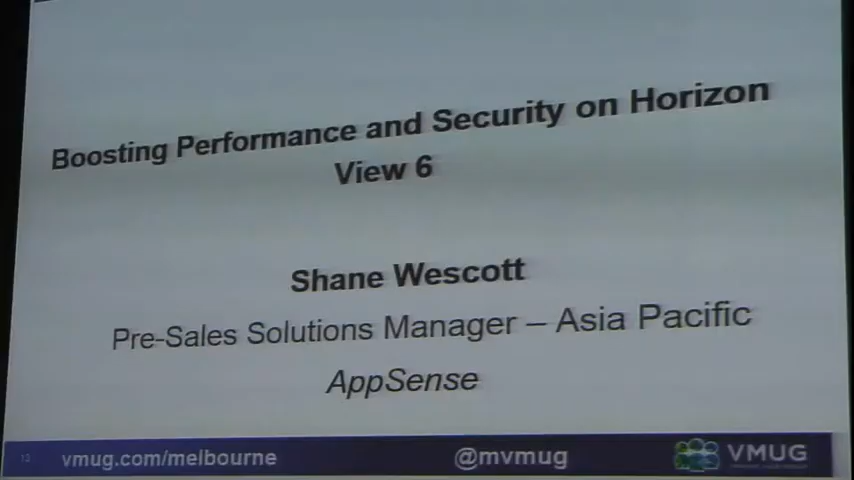 Boosting Performance and Security on Horizon
View 6
Shane Wescott
Pre-Sales Solutions Manager – Asia Pacific
AppSense
vmug.com/melbourne
@mvmug
VMUG